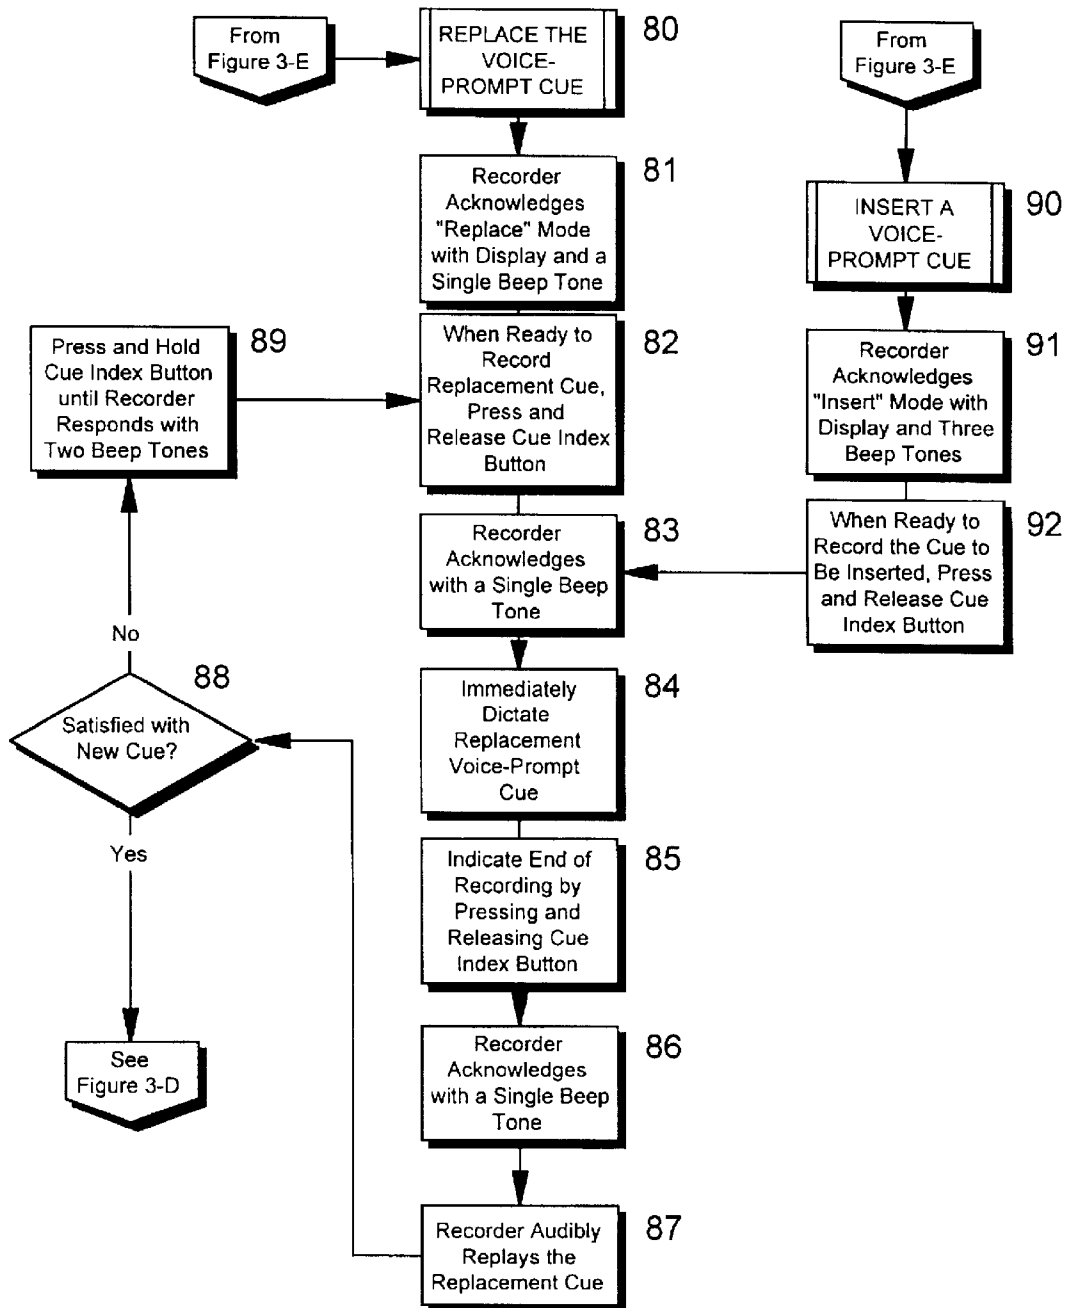 From
Figure 3-E
REPLACE THE
VOICE-
PROMPT CUE
80
From
Figure 3-E
Recorder
Acknowledges
"Replace" Mode
with Display and a
Single Beep Tone
81
INSERT A
VOICE-
PROMPT CUE
90
Press and Hold
Cue Index Button
until Recorder
Responds with
Two Beep Tones
89
When Ready to
Record
Replacement Cue,
Press and
Release Cue Index
Button
82
Recorder
Acknowledges
"Insert" Mode with
Display and Three
Beep Tones
91
Recorder
Acknowledges
with a Single Beep
Tone
83
When Ready to
Record the Cue to
Be Inserted, Press
and Release Cue
Index Button
92
No
88
Satisfied with
New Cue?
Yes
Immediately
Dictate
Replacement
Voice-Prompt
Cue
84
Indicate End of
Recording by
Pressing and
Releasing Cue
Index Button
85
See
Figure 3-D
Recorder
Acknowledges
with a Single Beep
Tone
86
Recorder Audibly
Replays the
Replacement Cue
87